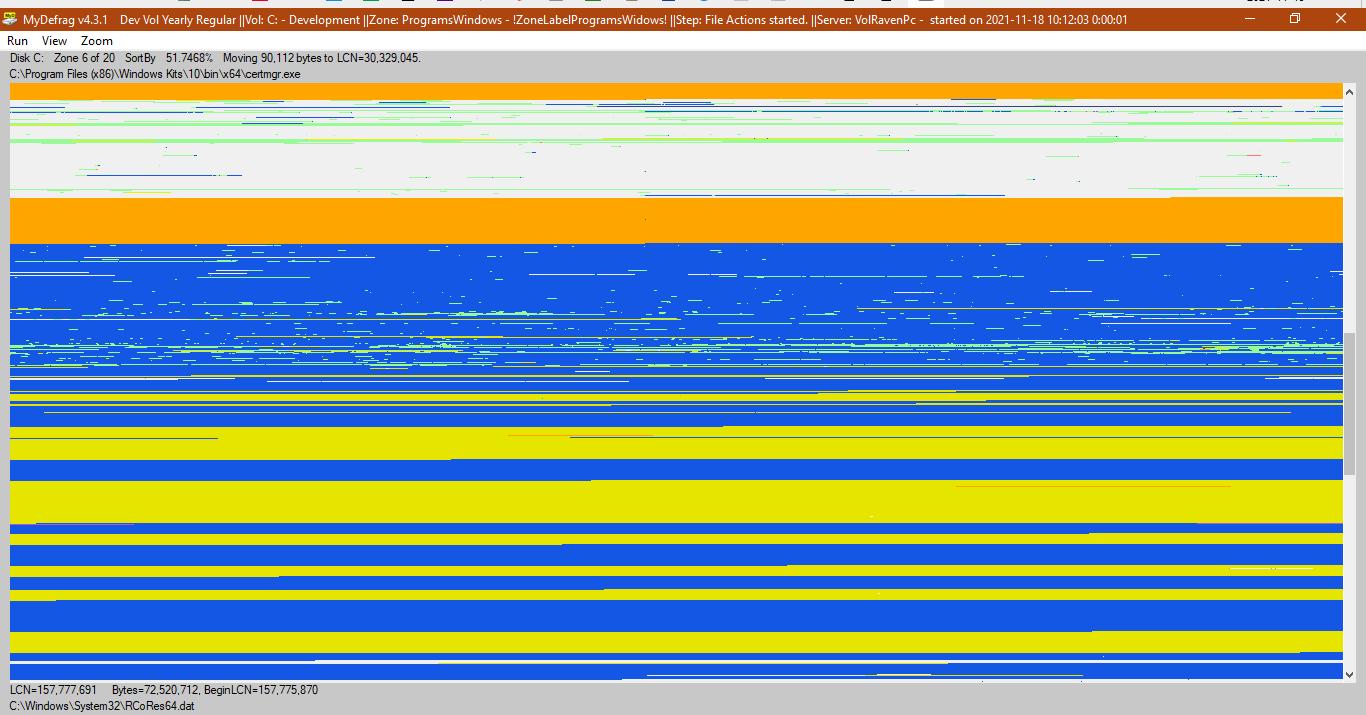 MyDefrag v4.3.1 Dev Vol Yearly Regular ||Vol: C: - Development ||Zone: ProgramsWindows - !ZoneLabelProgramsWidows! ||Step: File Actions started. ||Server: VolRavenPc - started on 2021-11-18 10:12:03 0:00:01
Run View Zoom
Disk C: Zone 6 of 20 SortBy 51.7468% Moving 90,112 bytes to LCN=30,329,045.
C:\Program Files (x86)\Windows Kits\10\bin\x64\certmgr.exe
LCN=157,777,691 Bytes=72,520,712, BeginLCN=157,775,870
C:\Windows\System32\RCoRes64.dat